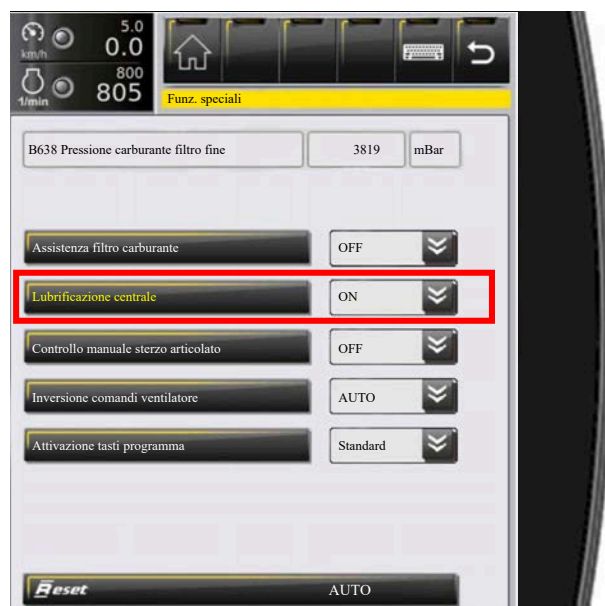 5.0
km/h 0.0
800
1/min 805
Funz. speciali
B638 Pressione carburante filtro fine 3819 mBar
Assistenza filtro carburante OFF
Lubrificazione centrale ON
Controllo manuale sterzo articolato OFF
Inversione comandi ventilatore AUTO
Attivazione tasti programma Standard
Reset AUTO